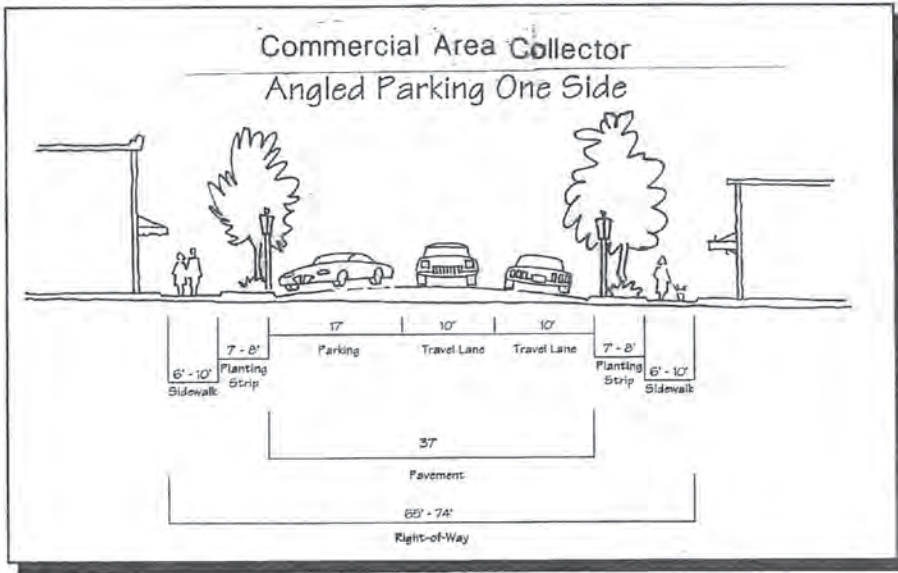 Commercial Area Collector
Angled Parking One Side
17' 10' 10'
7' - 8' Parking Travel Lane Travel Lane 7' - 8'
6' - 10' Planting Strip Planting Strip 6' - 10'
Sidewalk Sidewalk
37'
Pavement
65' - 74'
Right-of-Way